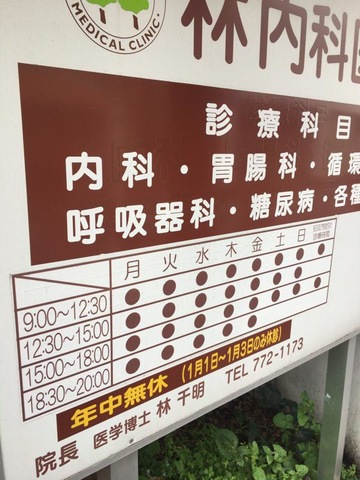 MEDICAL CLINIC
林内科医
診療科目
内科・胃腸科・循環
呼吸器科・糖尿病・各種
月 火 水 木 金 土 日
9:00〜12:30
12:30〜15:00
15:00〜18:00
18:30〜20:00
年中無休 (1月1日〜1月3日のみ休診)
院長 医学博士 林 千明 TEL 772-1173